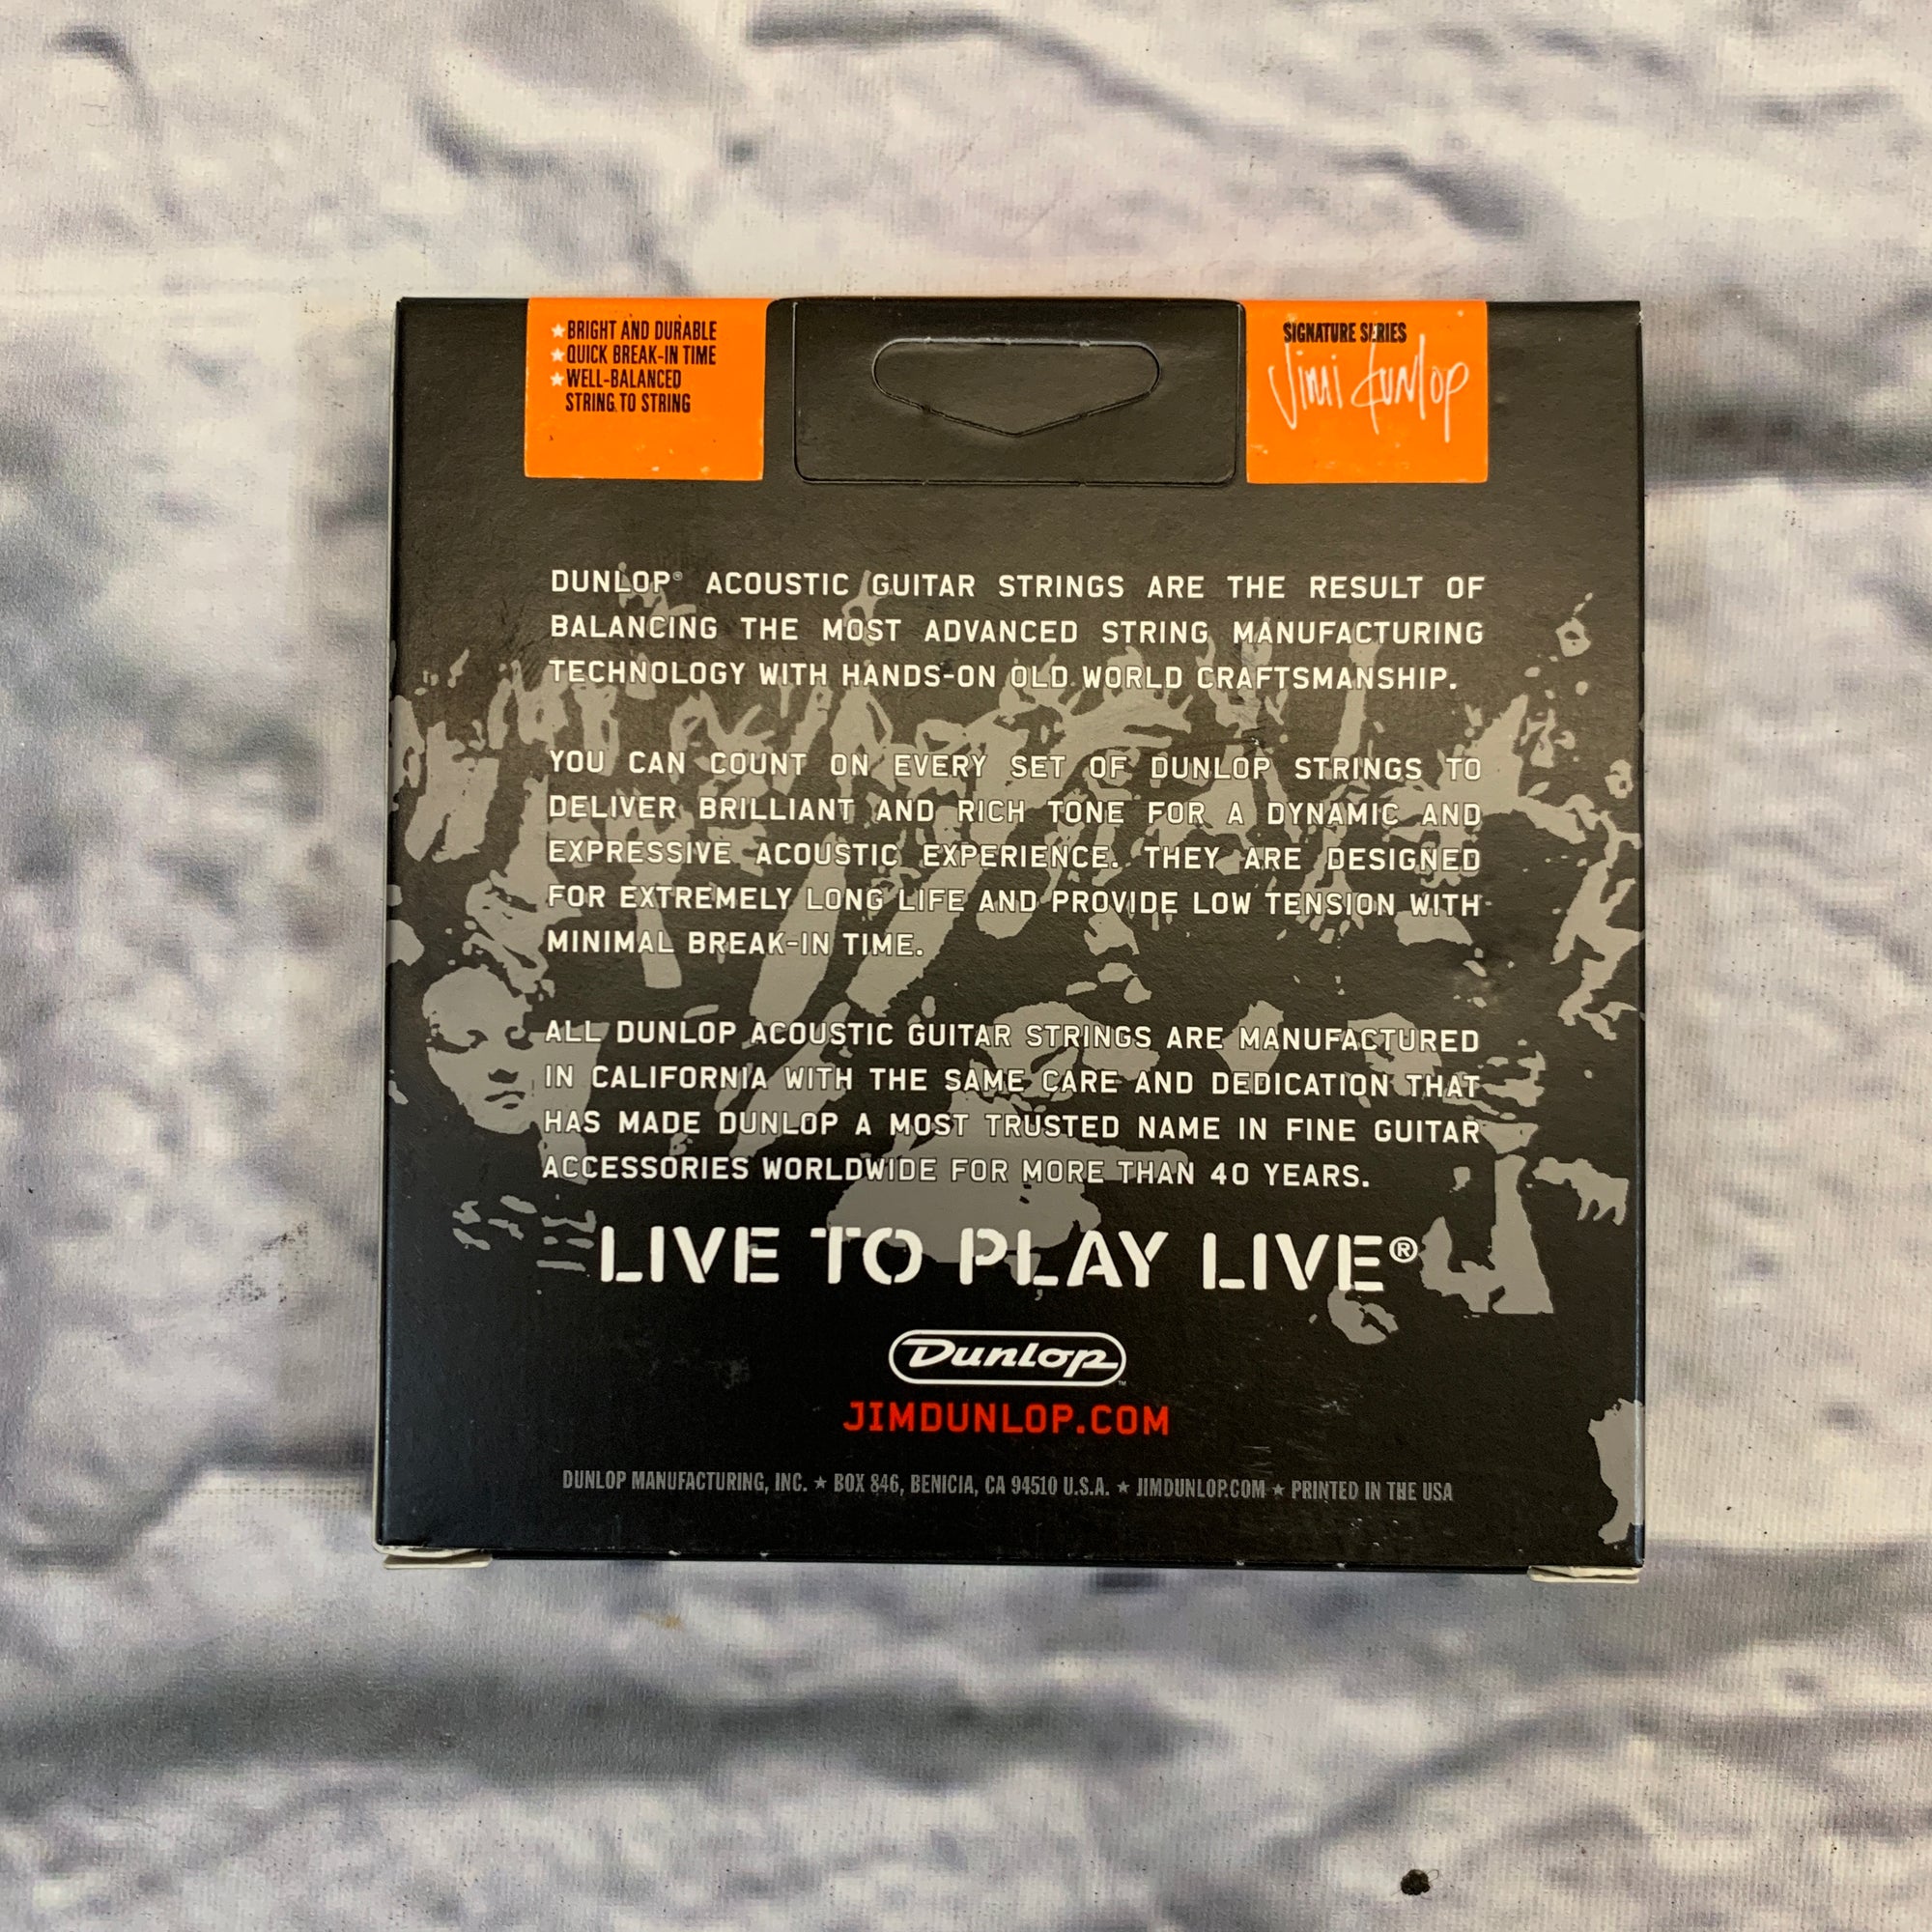 ★BRIGHT AND DURABLE
★QUICK BREAK-IN TIME
★WELL-BALANCED
STRING TO STRING
SIGNATURE SERIES
Jimi Dunlop
DUNLOP® ACOUSTIC GUITAR STRINGS ARE THE RESULT OF
BALANCING THE MOST ADVANCED STRING MANUFACTURING
TECHNOLOGY WITH HANDS-ON OLD WORLD CRAFTSMANSHIP.
YOU CAN COUNT ON EVERY SET OF DUNLOP STRINGS TO
DELIVER BRILLIANT AND RICH TONE FOR A DYNAMIC AND
EXPRESSIVE ACOUSTIC EXPERIENCE. THEY ARE DESIGNED
FOR EXTREMELY LONG LIFE AND PROVIDE LOW TENSION WITH
MINIMAL BREAK-IN TIME.
ALL DUNLOP ACOUSTIC GUITAR STRINGS ARE MANUFACTURED
IN CALIFORNIA WITH THE SAME CARE AND DEDICATION THAT
HAS MADE DUNLOP A MOST TRUSTED NAME IN FINE GUITAR
ACCESSORIES WORLDWIDE FOR MORE THAN 40 YEARS.
LIVE TO PLAY LIVE®
Dunlop™
JIMDUNLOP.COM
DUNLOP MANUFACTURING, INC. ★ BOX 846, BENICIA, CA 94510 U.S.A. ★ JIMDUNLOP.COM ★ PRINTED IN THE USA